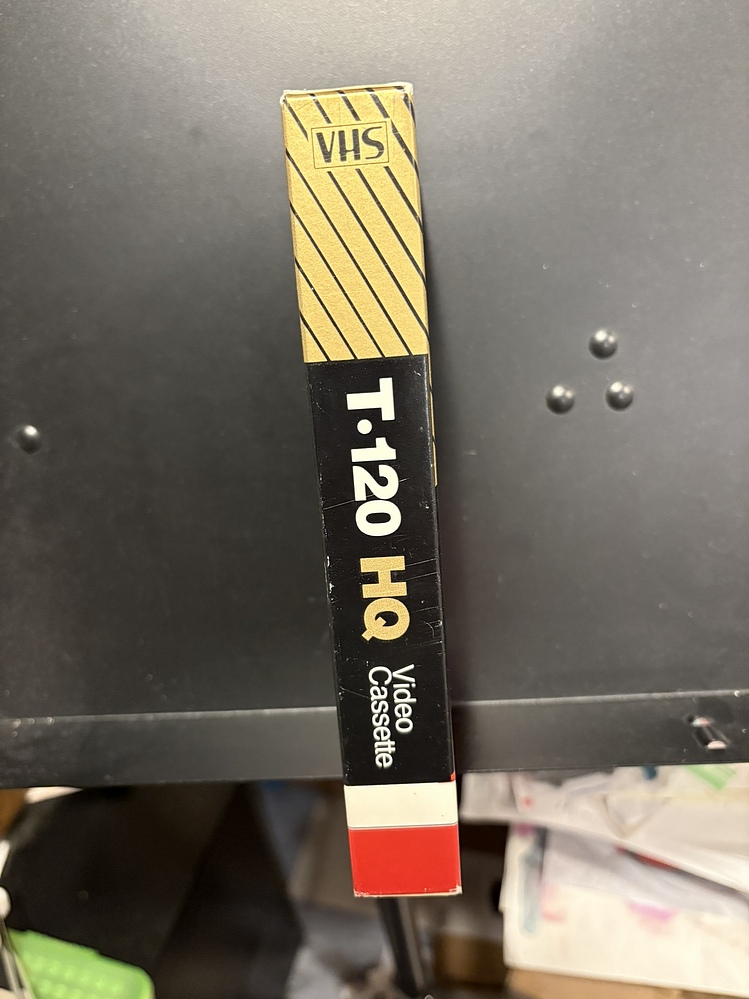 VHS
T·120 HQ
Video
Cassette